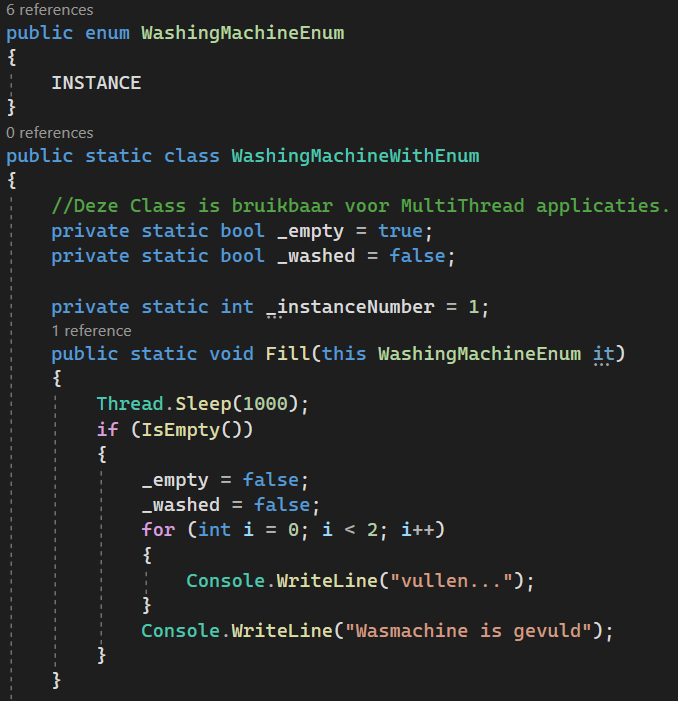 6 references
public enum WashingMachineEnum
{
    INSTANCE
}
0 references
public static class WashingMachineWithEnum
{
    //Deze Class is bruikbaar voor MultiThread applicaties.
    private static bool _empty = true;
    private static bool _washed = false;

    private static int _instanceNumber = 1;
    1 reference
    public static void Fill(this WashingMachineEnum it)
    {
        Thread.Sleep(1000);
        if (IsEmpty())
        {
            _empty = false;
            _washed = false;
            for (int i = 0; i < 2; i++)
            {
                Console.WriteLine("vullen...");
            }
            Console.WriteLine("Wasmachine is gevuld");
        }
    }